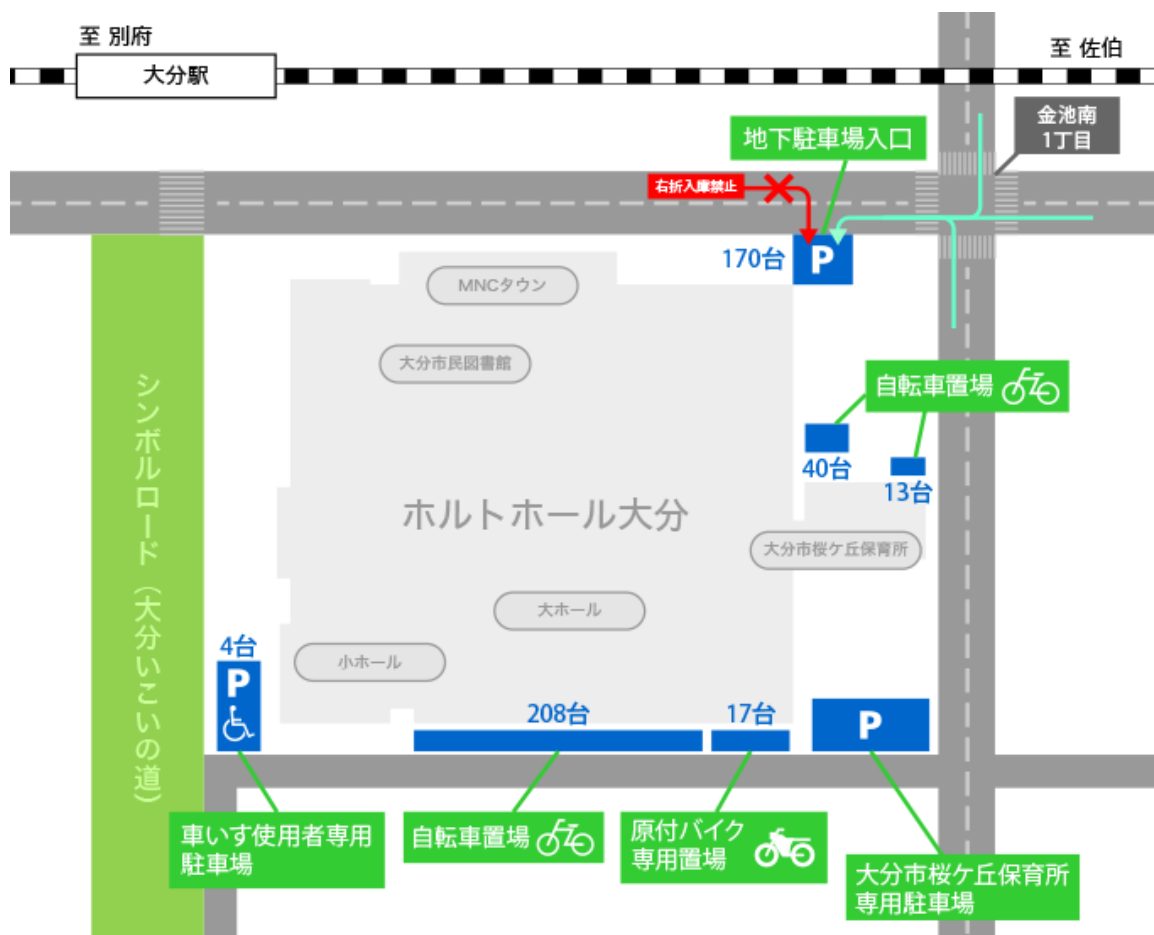 至 別府
大分駅
至 佐伯
金池南
1丁目
地下駐車場入口
右折入庫禁止
170台
P
MNCタウン
大分市民図書館
自転車置場
40台
13台
シンボルロード（大分いこいの道）
ホルトホール大分
大分市桜ケ丘保育所
大ホール
小ホール
4台
P
208台
17台
P
車いす使用者専用
駐車場
自転車置場
原付バイク
専用置場
大分市桜ケ丘保育所
専用駐車場